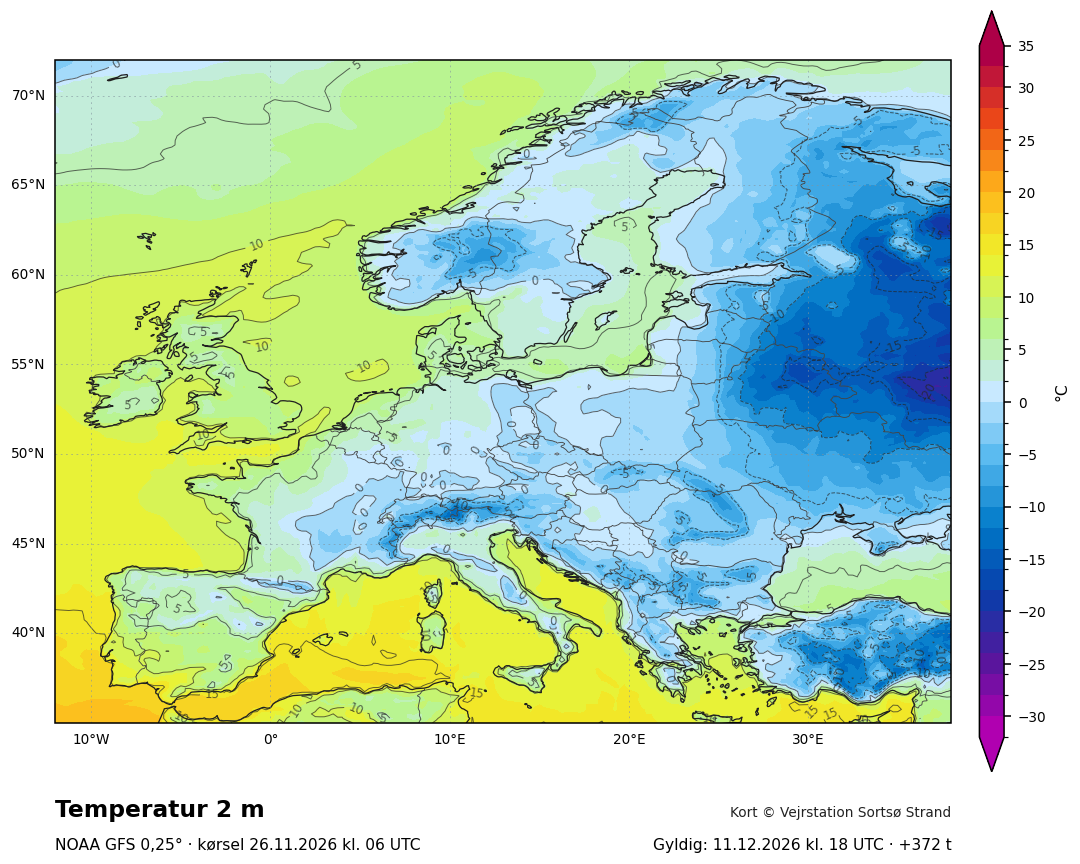 35
30
25
20
15
10
5
0
−5
−10
−15
−20
−25
−30
°C
70°N
65°N
60°N
55°N
50°N
45°N
40°N
10°W 0° 10°E 20°E 30°E
Temperatur 2 m
Kort © Vejrstation Sortsø Strand
NOAA GFS 0,25° · kørsel 26.11.2026 kl. 06 UTC
Gyldig: 11.12.2026 kl. 18 UTC · +372 t